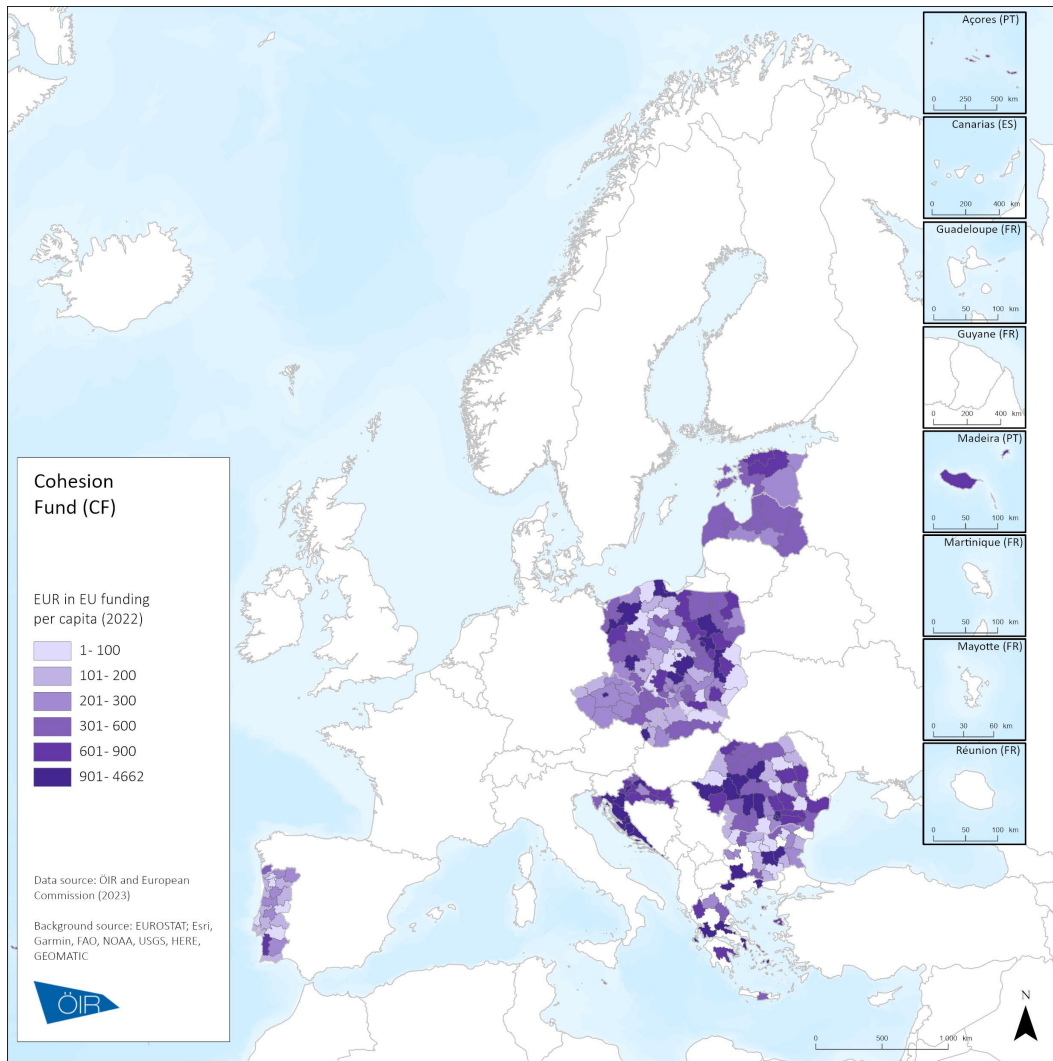 Cohesion
Fund (CF)
EUR in EU funding
per capita (2022)
1- 100
101- 200
201- 300
301- 600
601- 900
901- 4662
Data source: ÖIR and European
Commission (2023)
Background source: EUROSTAT; Esri,
Garmin, FAO, NOAA, USGS, HERE,
GEOMATIC
ÖIR
Açores (PT)
0 250 500 km
Canarias (ES)
0 200 400 km
Guadeloupe (FR)
0 50 100 km
Guyane (FR)
0 200 400 km
Madeira (PT)
0 50 100 km
Martinique (FR)
0 50 100 km
Mayotte (FR)
0 30 60 km
Réunion (FR)
0 50 100 km
N
0 500 1 000 km